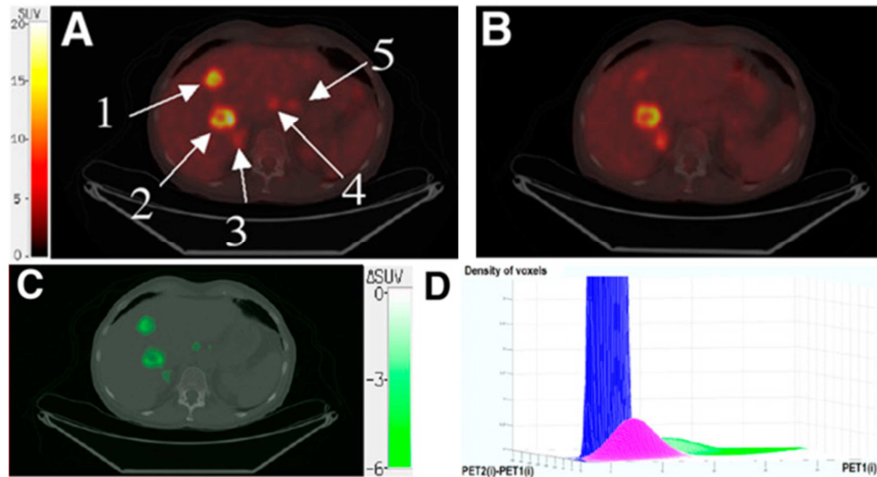 SUV
20
15
10
5
0
A
1
2
3
4
5
B
C
ΔSUV
0
-3
-6
D
Density of voxels
PET2(i)-PET1(i)
PET1(i)